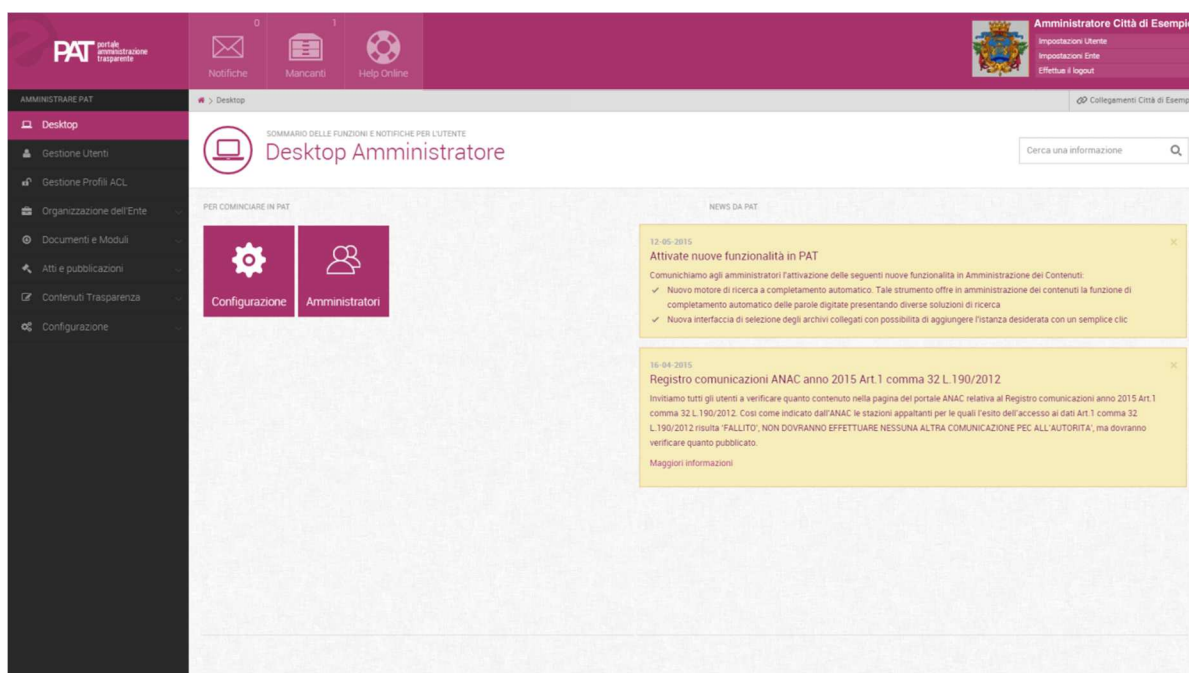 0
1
PAT portale
amministrazione
trasparente
Notifiche
Mancanti
Help Online
Amministratore Città di Esempio
Impostazioni Utente
Impostazioni Ente
Effettua il logout
AMMINISTRARE PAT
> Desktop
Collegamenti Città di Esemp
Desktop
Gestione Utenti
Gestione Profili ACL
Organizzazione dell'Ente
Documenti e Moduli
Atti e pubblicazioni
Contenuti Trasparenza
Configurazione
SOMMARIO DELLE FUNZIONI E NOTIFICHE PER L'UTENTE
Desktop Amministratore
Cerca una informazione
PER COMINCIARE IN PAT
Configurazione
Amministratori
NEWS DA PAT
12-05-2015
Attivate nuove funzionalità in PAT
Comunichiamo agli amministratori l'attivazione delle seguenti nuove funzionalità in Amministrazione dei Contenuti:
Nuovo motore di ricerca a completamento automatico. Tale strumento offre in amministrazione dei contenuti la funzione di
completamento automatico delle parole digitate presentando diverse soluzioni di ricerca
Nuova interfaccia di selezione degli archivi collegati con possibilità di aggiungere l'istanza desiderata con un semplice clic
16-04-2015
Registro comunicazioni ANAC anno 2015 Art.1 comma 32 L.190/2012
Invitiamo tutti gli utenti a verificare quanto contenuto nella pagina del portale ANAC relativa al Registro comunicazioni anno 2015 Art.1
comma 32 L.190/2012. Così come indicato dall'ANAC le stazioni appaltanti per le quali l'esito dell'accesso ai dati Art.1 comma 32
L.190/2012 risulta 'FALLITO', NON DOVRANNO EFFETTUARE NESSUNA ALTRA COMUNICAZIONE PEC ALL'AUTORITA', ma dovranno
verificare quanto pubblicato.
Maggiori informazioni